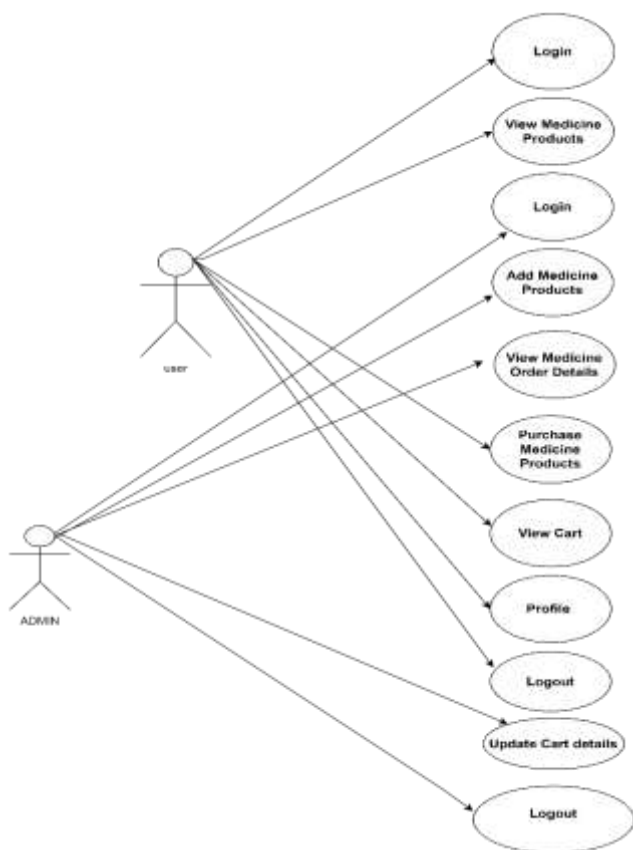 Login
View Medicine
Products
Login
Add Medicine
Products
user
View Medicine
Order Details
Purchase
Medicine
Products
View Cart
ADMIN
Profile
Logout
Update Cart details
Logout